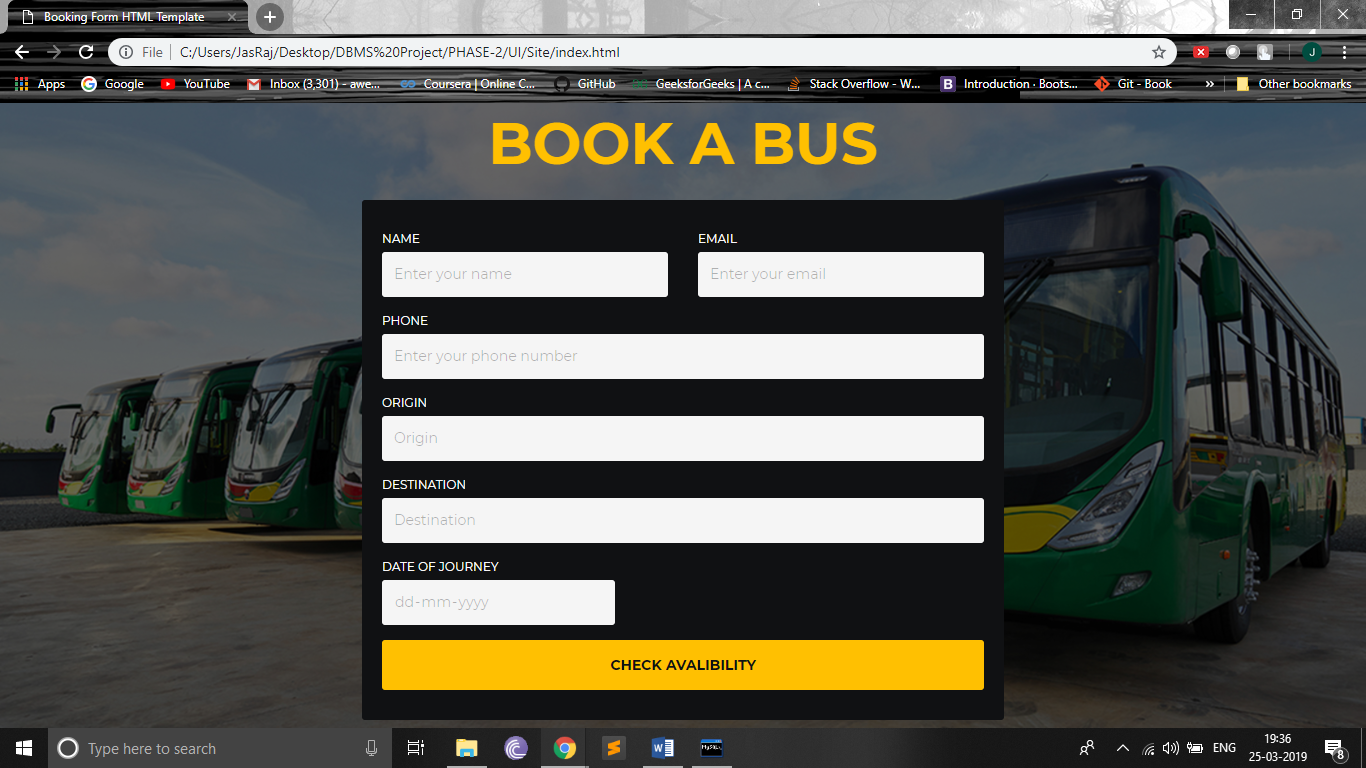 Booking Form HTML Template
File C:/Users/JasRaj/Desktop/DBMS%20Project/PHASE-2/UI/Site/index.html J
Apps Google YouTube Inbox (3,301) - awe... Coursera | Online C... GitHub GeeksforGeeks | A c... Stack Overflow - W... B Introduction · Boots... Git - Book » Other bookmarks
BOOK A BUS
NAME EMAIL
Enter your name Enter your email
PHONE
Enter your phone number
ORIGIN
Origin
DESTINATION
Destination
DATE OF JOURNEY
dd-mm-yyyy
CHECK AVALIBILITY
Type here to search
MySQL
ENG
19:36
25-03-2019
8